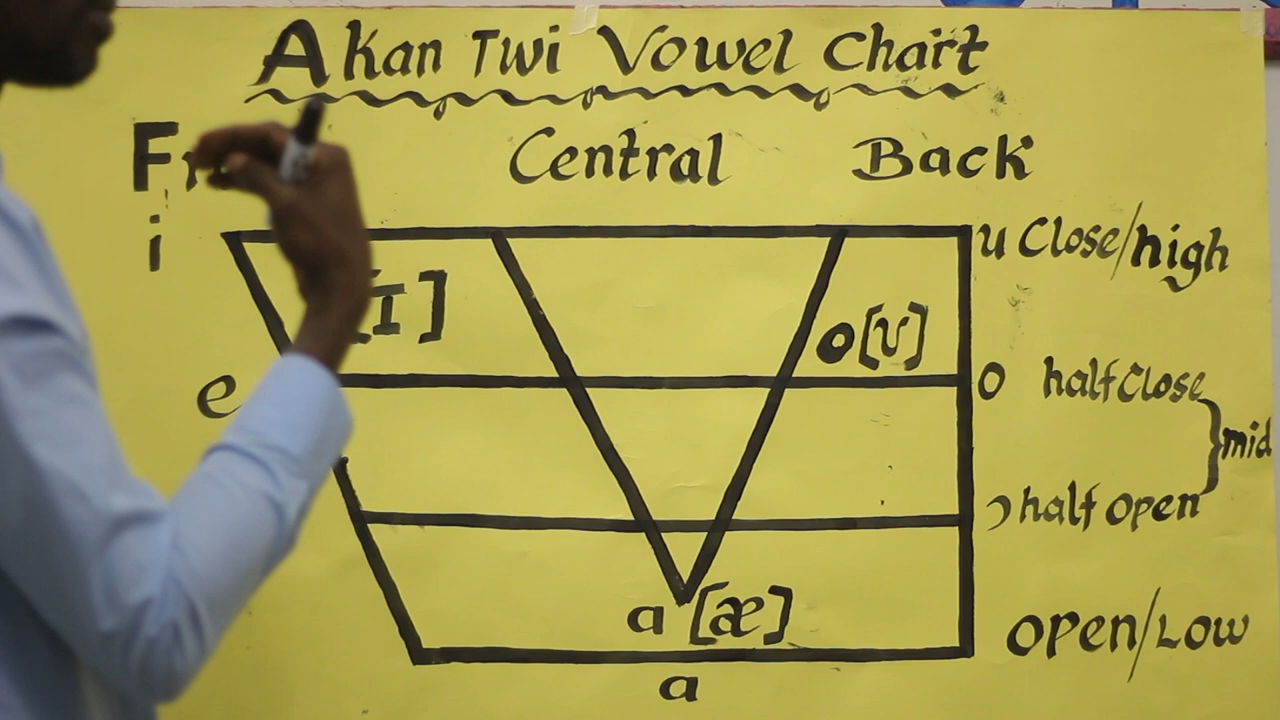 Akan Twi Vowel Chart
Central Back
i u Close/high
[I] o[ʋ]
e o half Close
mid
ɔ half open
a [æ] open/Low
a